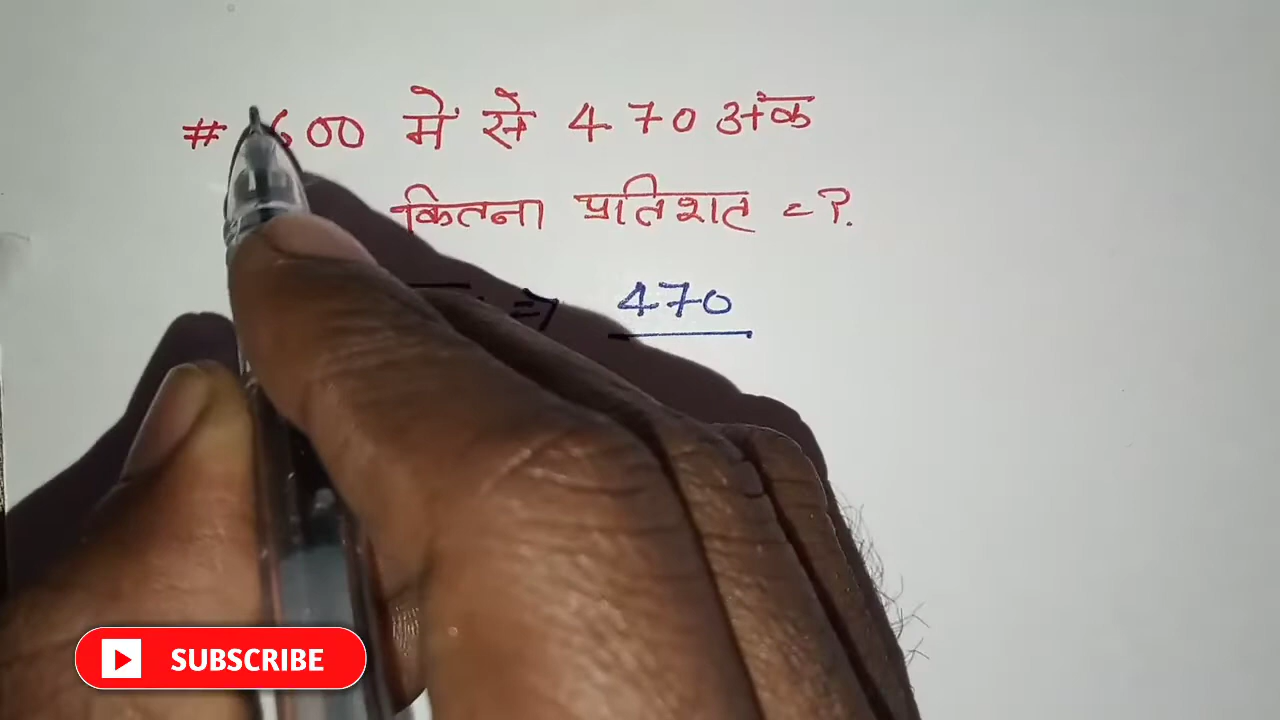 # 600 में से 470 अंक
कितना प्रतिशत = ?
⇒ 470
SUBSCRIBE